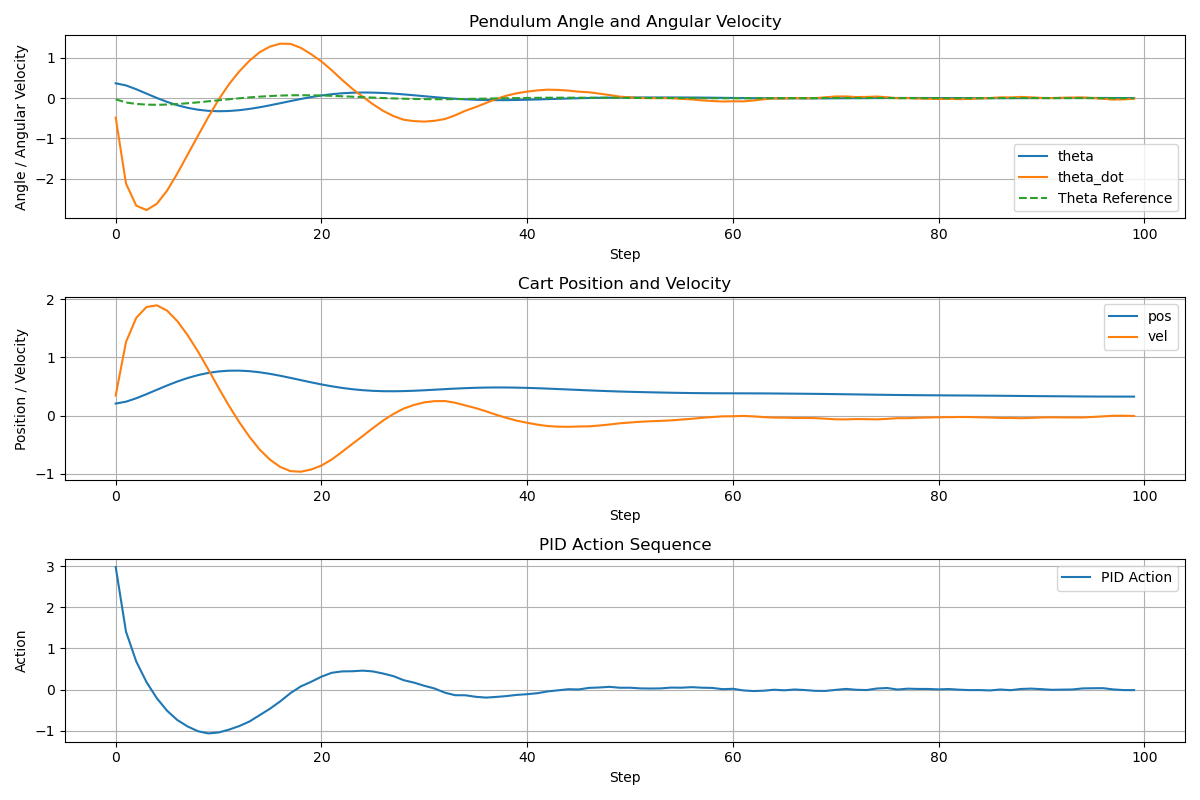 Pendulum Angle and Angular Velocity
Angle / Angular Velocity
1
0
−1
−2
theta
theta_dot
Theta Reference
0 20 40 60 80 100
Step
Cart Position and Velocity
Position / Velocity
2
1
0
−1
pos
vel
0 20 40 60 80 100
Step
PID Action Sequence
Action
3
2
1
0
−1
PID Action
0 20 40 60 80 100
Step